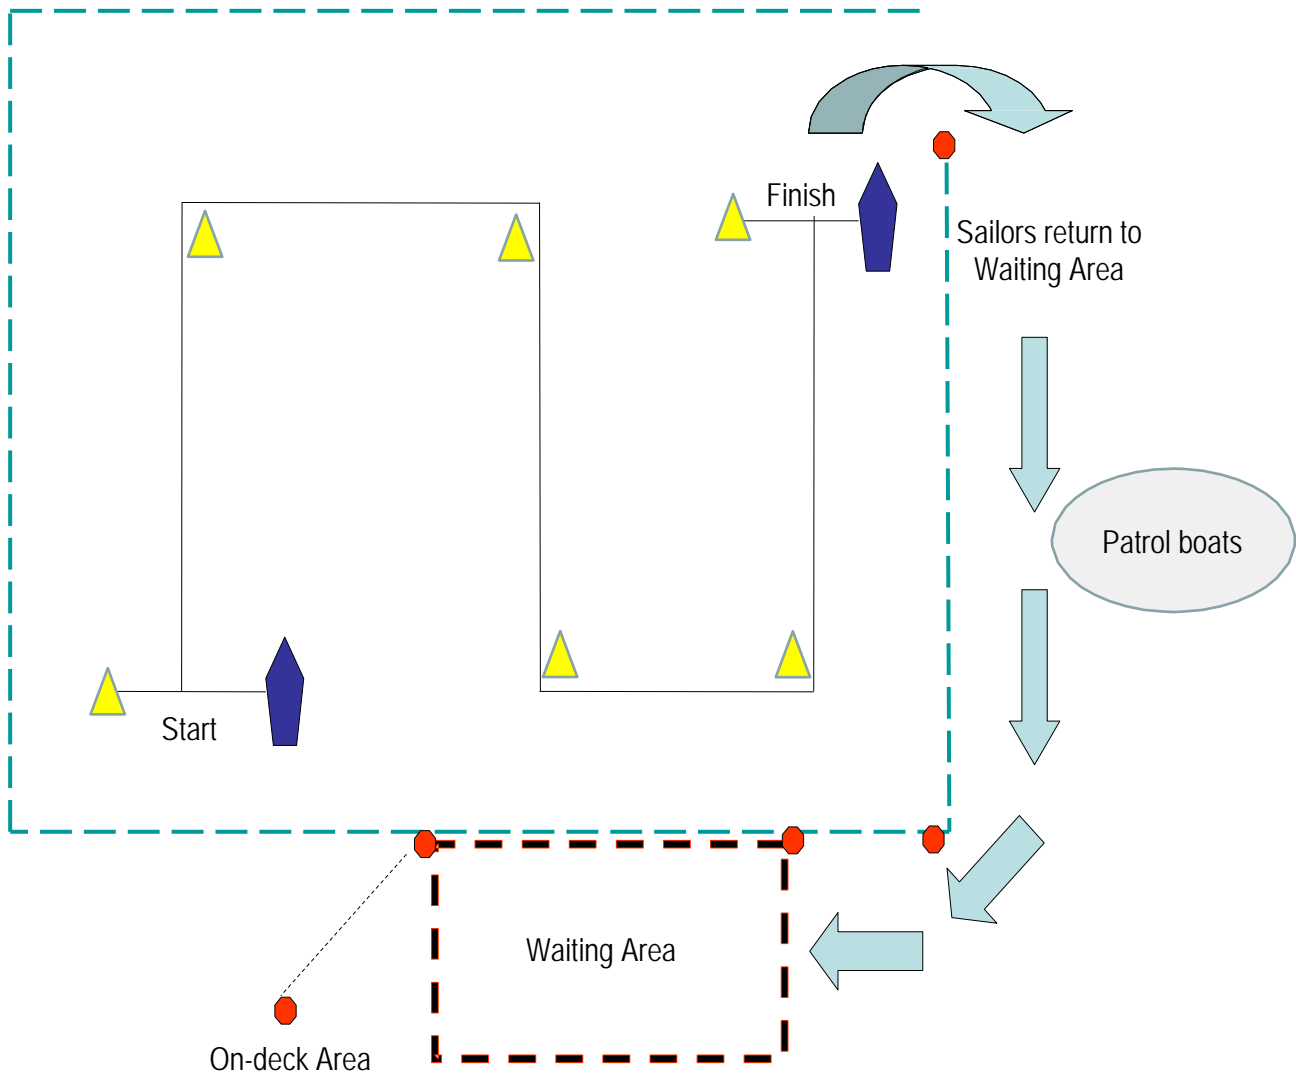 Finish
Sailors return to
Waiting Area
Patrol boats
Start
Waiting Area
On-deck Area